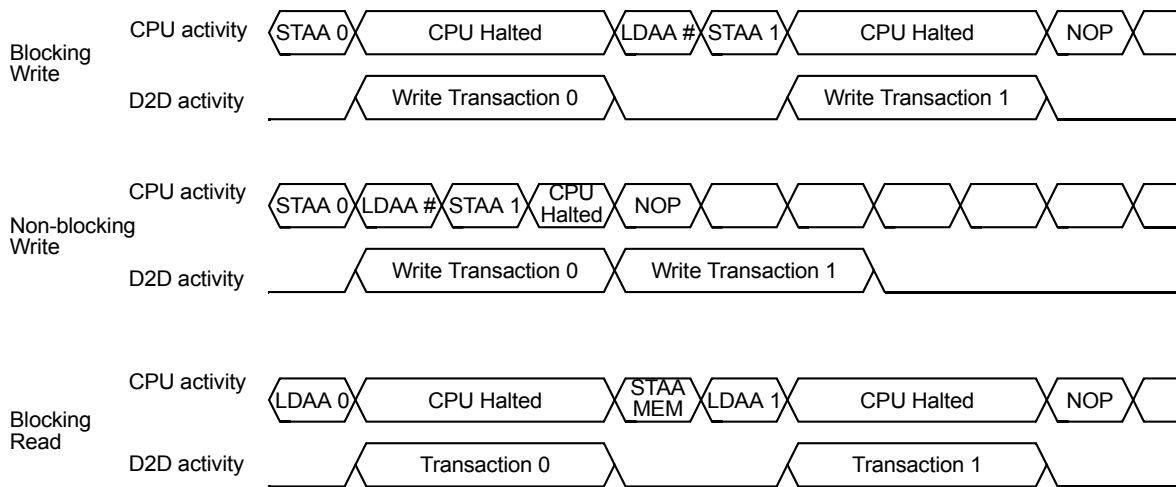 Blocking
Write
CPU activity
STAA 0 CPU Halted LDAA # STAA 1 CPU Halted NOP
D2D activity
Write Transaction 0 Write Transaction 1
Non-blocking
Write
CPU activity
STAA 0 LDAA # STAA 1 CPU
Halted NOP
D2D activity
Write Transaction 0 Write Transaction 1
Blocking
Read
CPU activity
LDAA 0 CPU Halted STAA
MEM LDAA 1 CPU Halted NOP
D2D activity
Transaction 0 Transaction 1